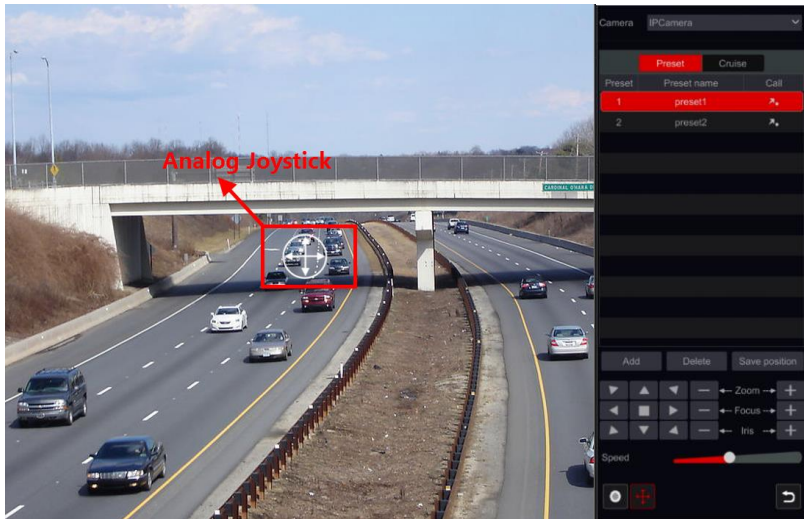 Camera IPCamera
Preset Cruise
Preset Preset name Call
1 preset1
2 preset2
Analog Joystick
CARDINAL O'HARA
Add Delete Save position
Zoom
Focus
Iris
Speed